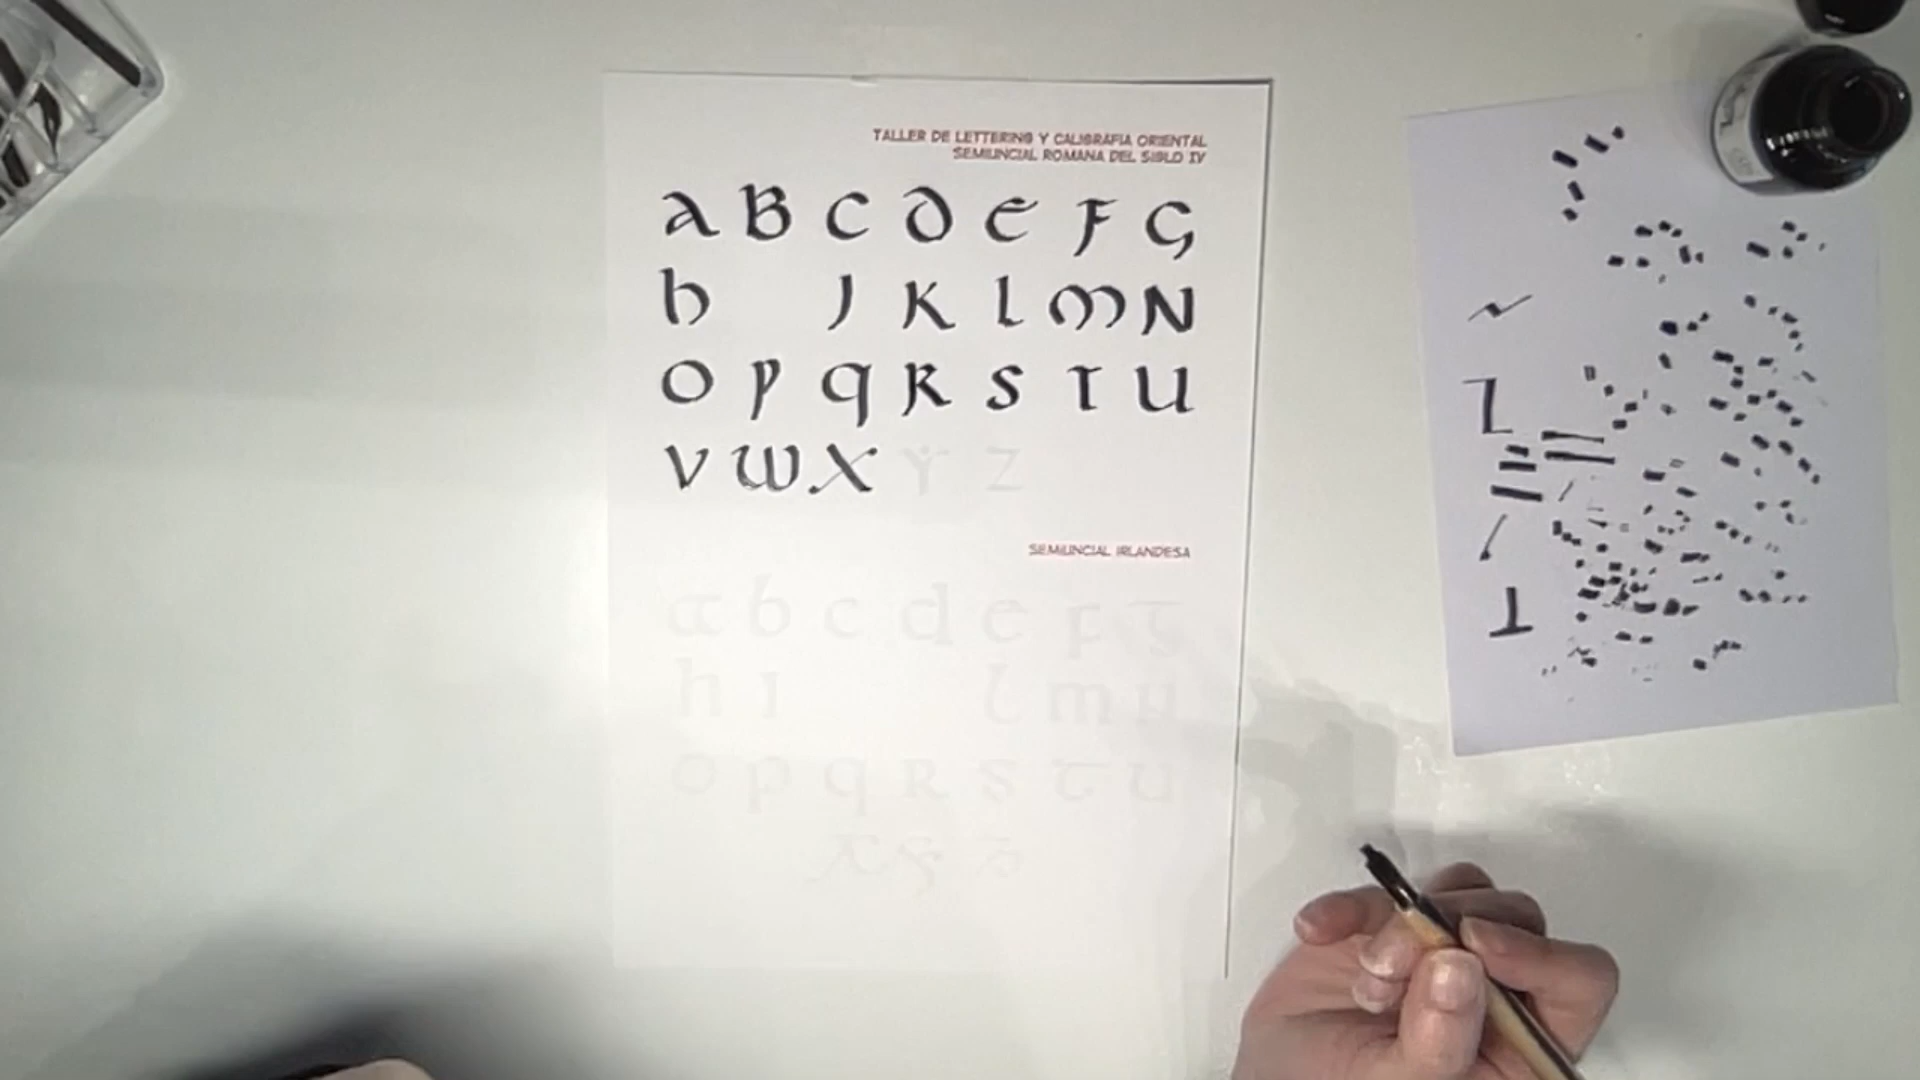 TALLER DE LETTERING Y CALIGRAFIA ORIENTAL
SEMIUNCIAL ROMANA DEL SIGLO IV
a B C d e F G
h J K l m N
o p q R s T u
v w X Y Z
SEMIUNCIAL IRLANDESA
a b c d e F G
h I l m N
o p q R S T U
X Y Z